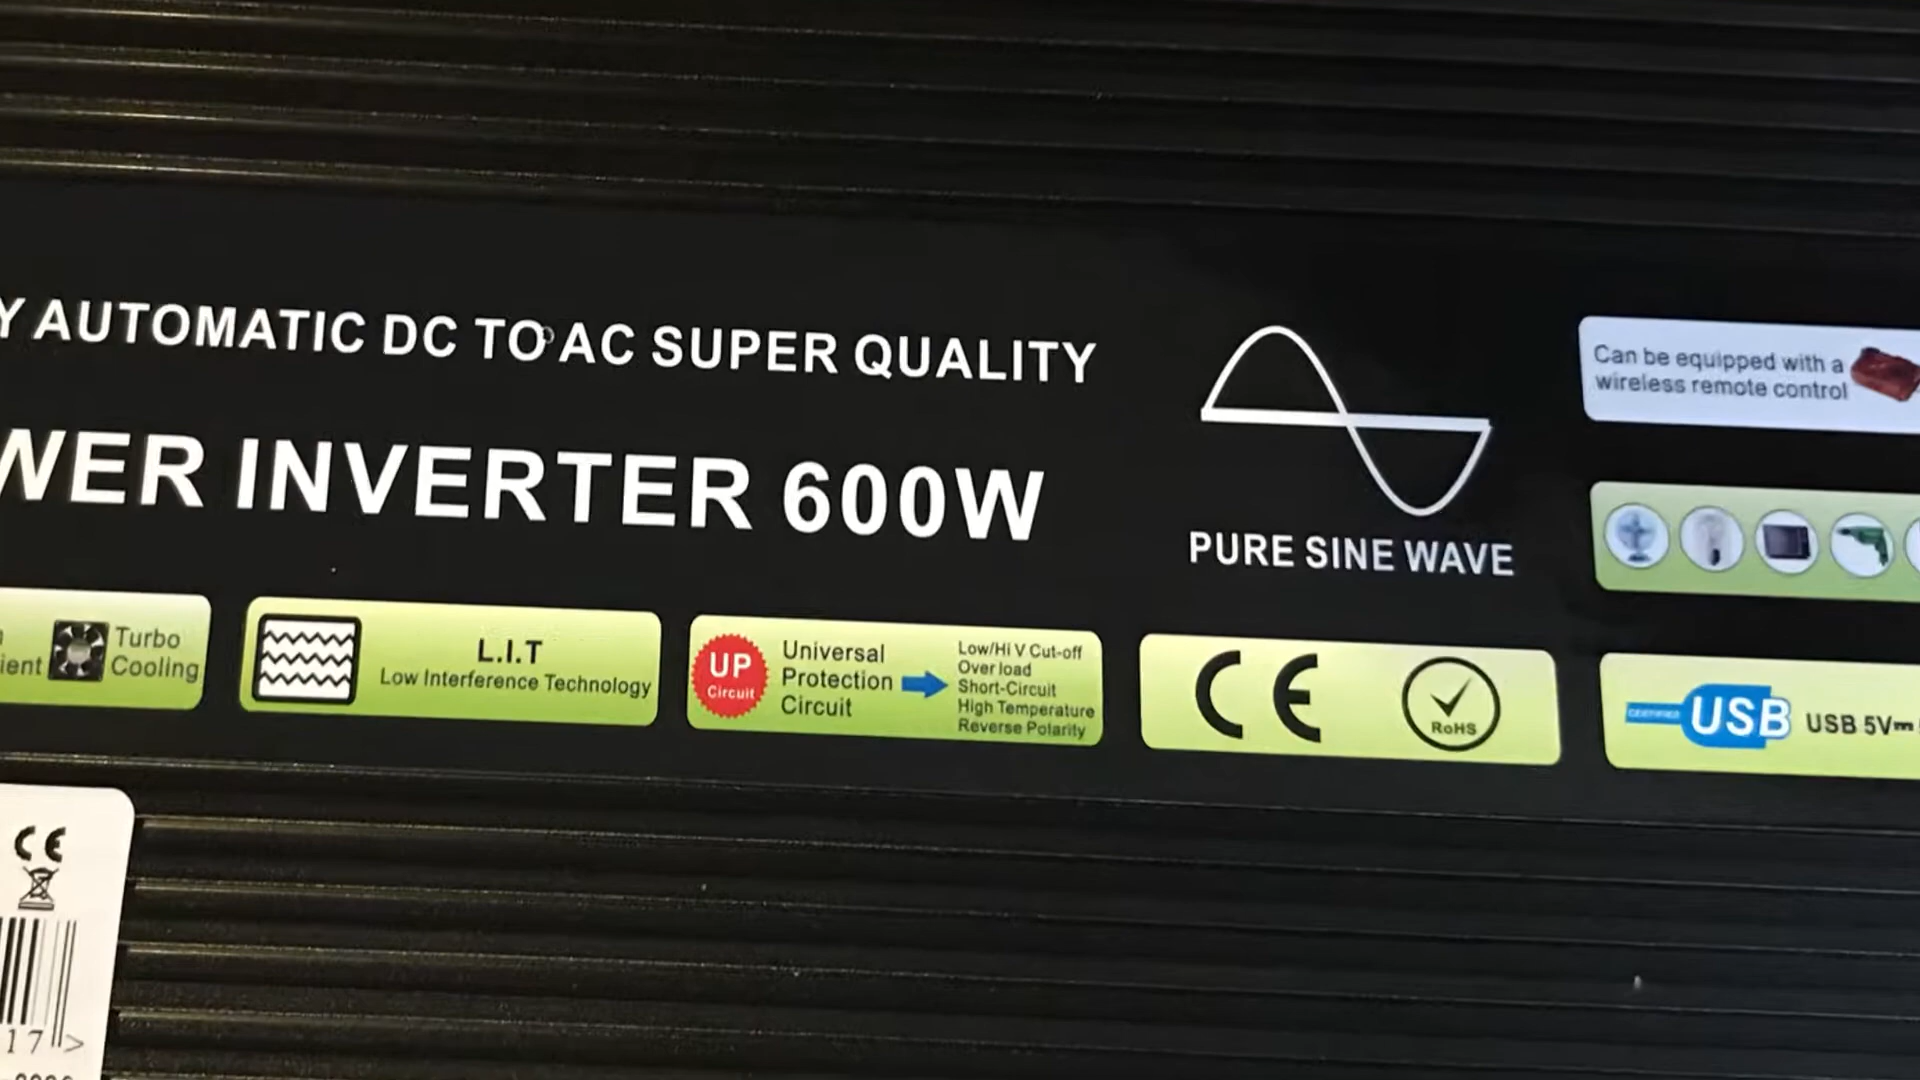 Y AUTOMATIC DC TO AC SUPER QUALITY
WER INVERTER 600W
PURE SINE WAVE
Can be equipped with a
wireless remote control
ient
Turbo
Cooling
L.I.T
Low Interference Technology
UP
Circuit
Universal
Protection
Circuit
Low/Hi V Cut-off
Over load
Short-Circuit
High Temperature
Reverse Polarity
CE
RoHS
CERTIFIED
USB
USB 5V
CE
17 >